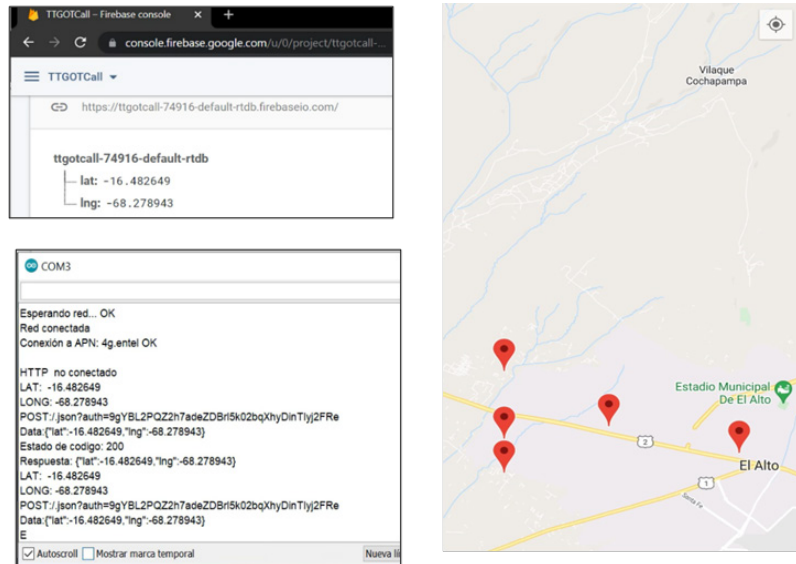 TTGOTCall – Firebase console
console.firebase.google.com/u/0/project/ttgotcall-...
TTGOTCall
https://ttgotcall-74916-default-rtdb.firebaseio.com/
ttgotcall-74916-default-rtdb
lat: -16.482649
lng: -68.278943
COM3
Esperando red... OK
Red conectada
Conexión a APN: 4g.entel OK
HTTP no conectado
LAT: -16.482649
LONG: -68.278943
POST:/.json?auth=9gYBL2PQZ2h7adeZDBrI5k02bqXhyDinTIyj2FRe
Data:{"lat":-16.482649,"lng":-68.278943}
Estado de codigo: 200
Respuesta: {"lat":-16.482649,"lng":-68.278943}
LAT: -16.482649
LONG: -68.278943
POST:/.json?auth=9gYBL2PQZ2h7adeZDBrI5k02bqXhyDinTIyj2FRe
Data:{"lat":-16.482649,"lng":-68.278943}
E
Autoscroll Mostrar marca temporal Nueva
Vilaque
Cochapampa
Estadio Municipal
De El Alto
2
El Alto
1
Santa Fe